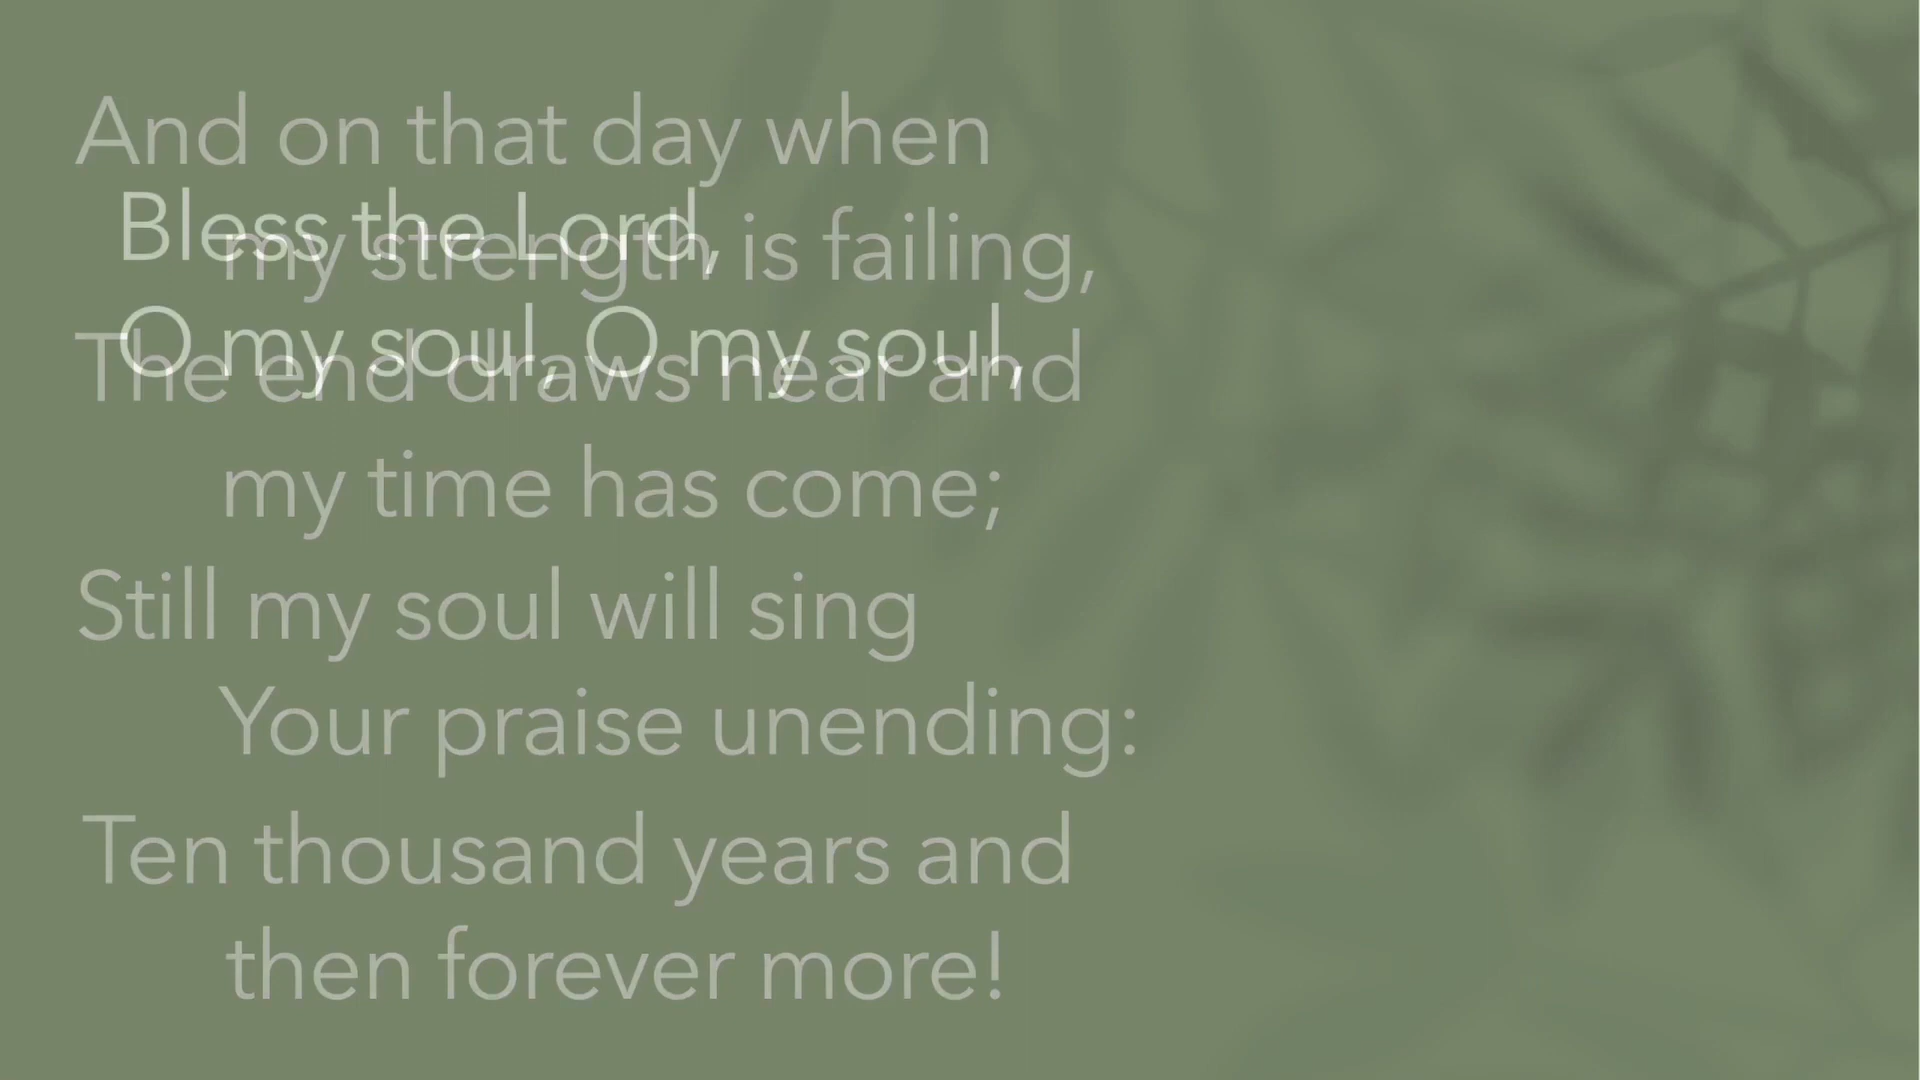 And on that day when
Bless the Lord,
my strength is failing,
O my soul, O my soul,
The end draws near and
my time has come;
Still my soul will sing
Your praise unending:
Ten thousand years and
then forever more!